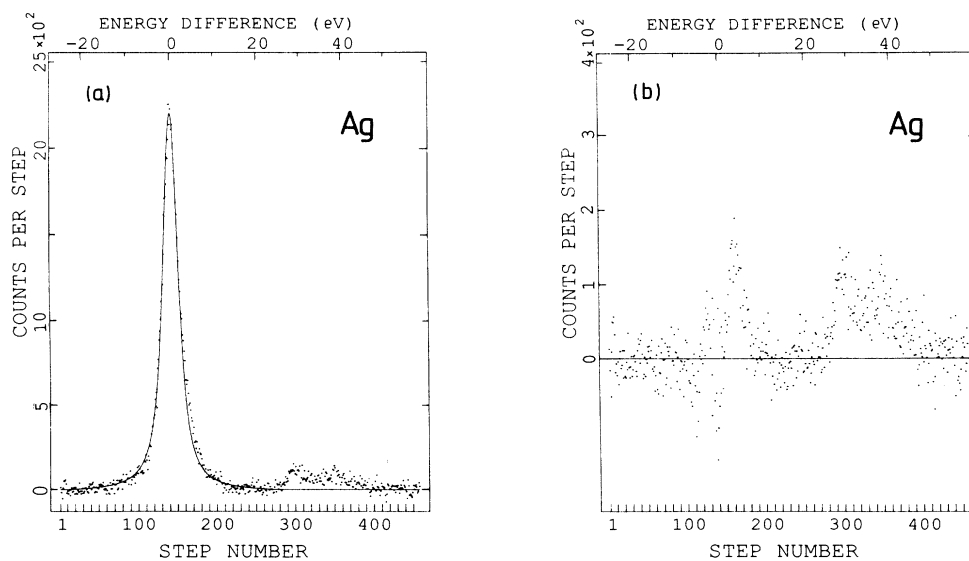 ENERGY DIFFERENCE (eV)
-20 0 20 40
25×10²
(a)
Ag
20
10
5
0
COUNTS PER STEP
1 100 200 300 400
STEP NUMBER
ENERGY DIFFERENCE (eV)
-20 0 20 40
4×10²
(b)
Ag
3
2
1
0
COUNTS PER STEP
1 100 200 300 400
STEP NUMBER